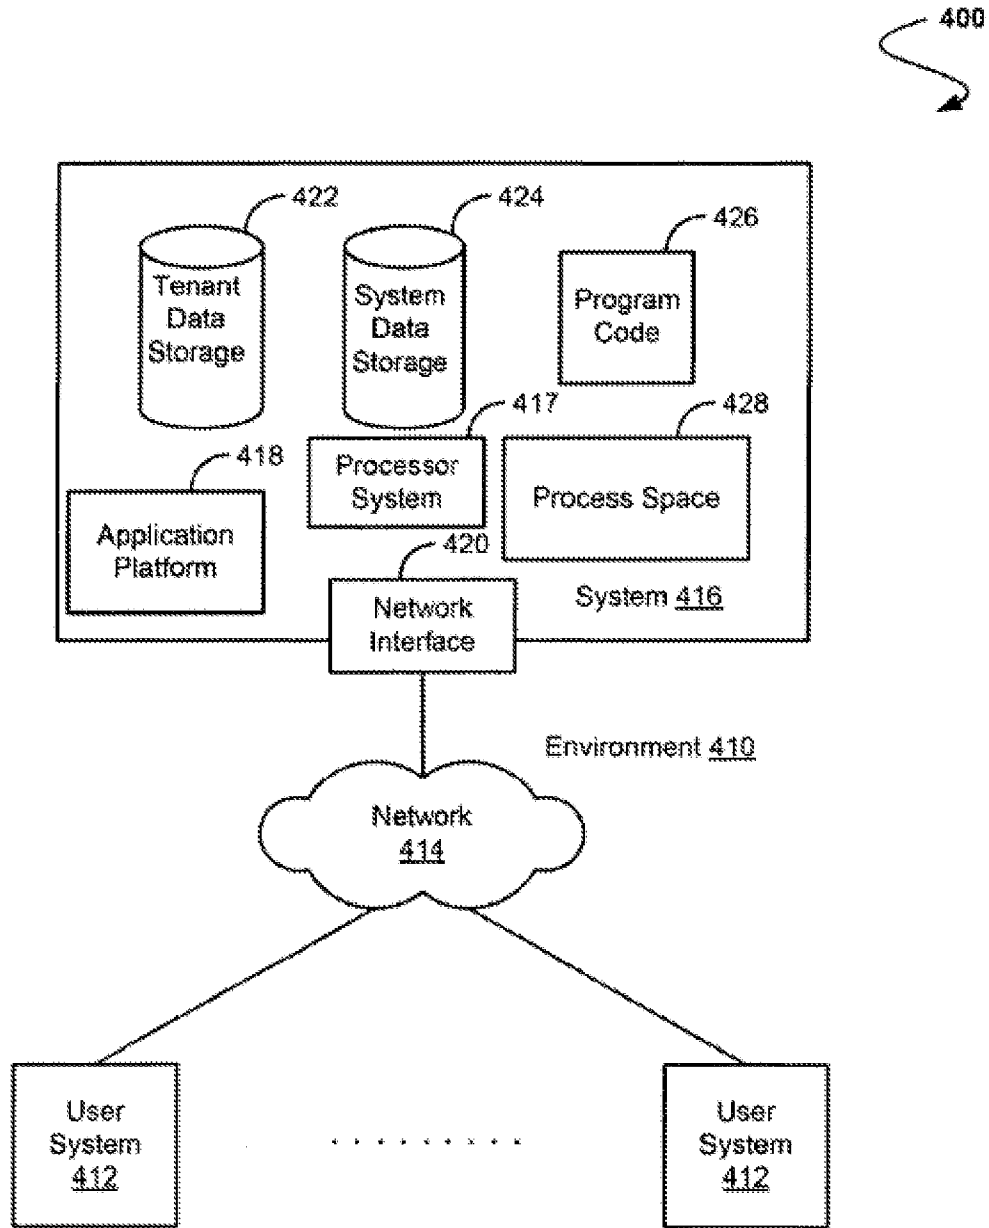 400
422
424
426
Tenant
Data
Storage
System
Data
Storage
Program
Code
417
428
418
Processor
System
Process Space
Application
Platform
420
Network
Interface
System 416
Environment 410
Network
414
User
System
412
User
System
412